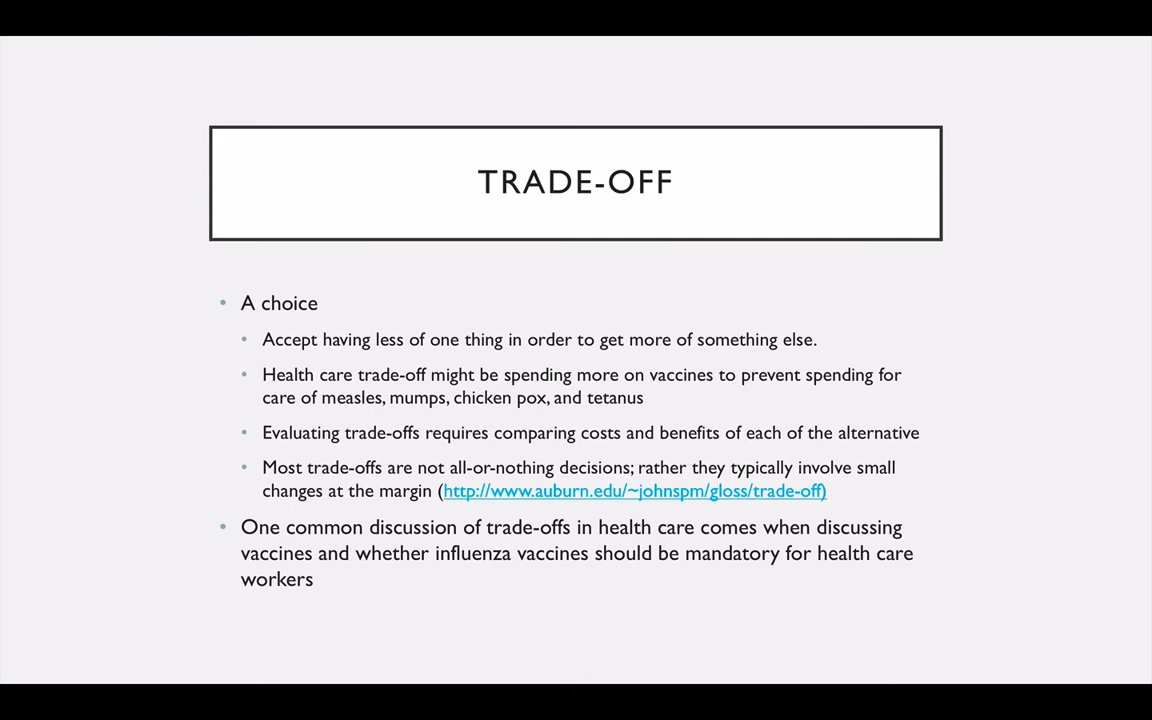 TRADE-OFF
• A choice
• Accept having less of one thing in order to get more of something else.
• Health care trade-off might be spending more on vaccines to prevent spending for
care of measles, mumps, chicken pox, and tetanus
• Evaluating trade-offs requires comparing costs and benefits of each of the alternative
• Most trade-offs are not all-or-nothing decisions; rather they typically involve small
changes at the margin (http://www.auburn.edu/~johnspm/gloss/trade-off)
• One common discussion of trade-offs in health care comes when discussing
vaccines and whether influenza vaccines should be mandatory for health care
workers